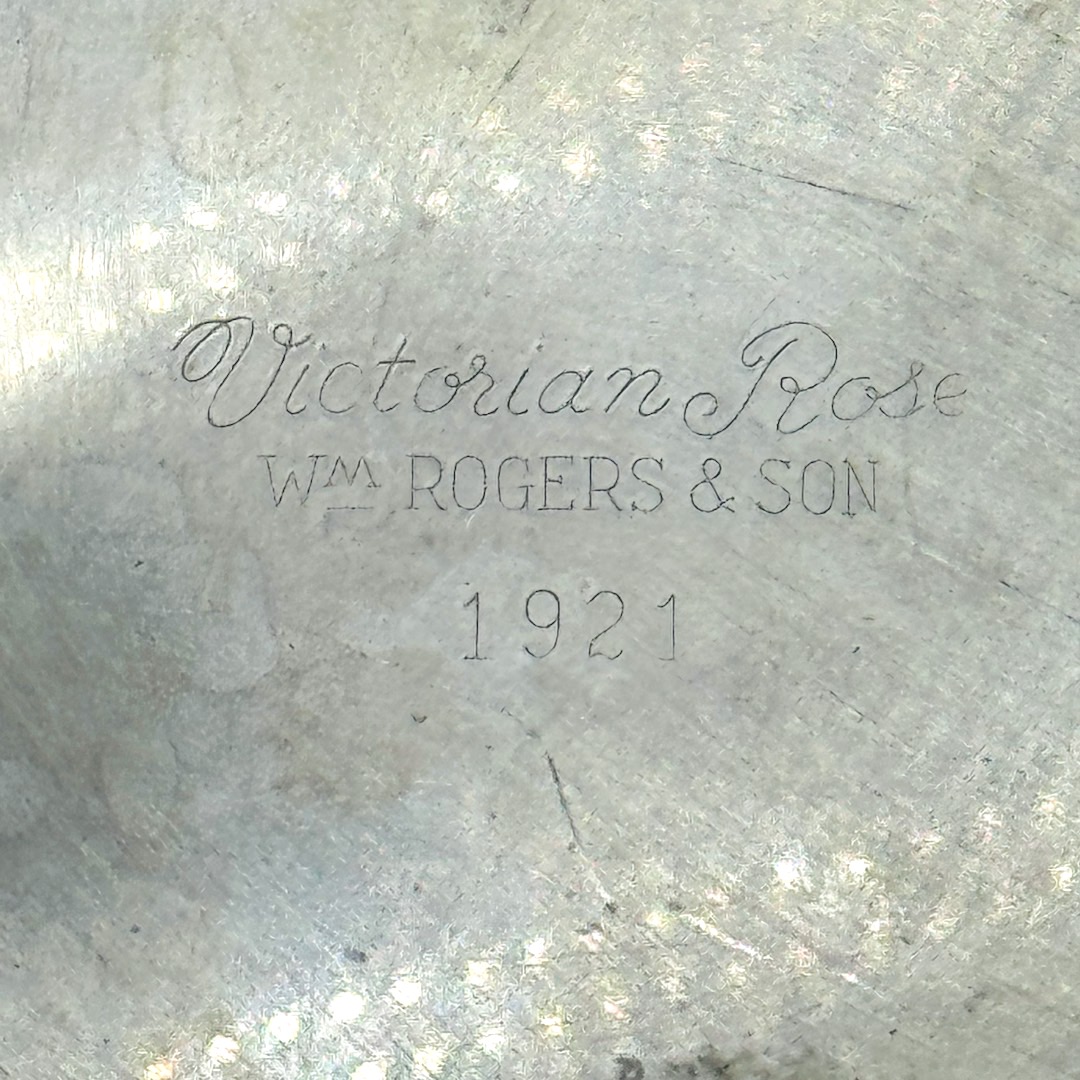 Victorian Rose
Wᴹ ROGERS & SON
1921